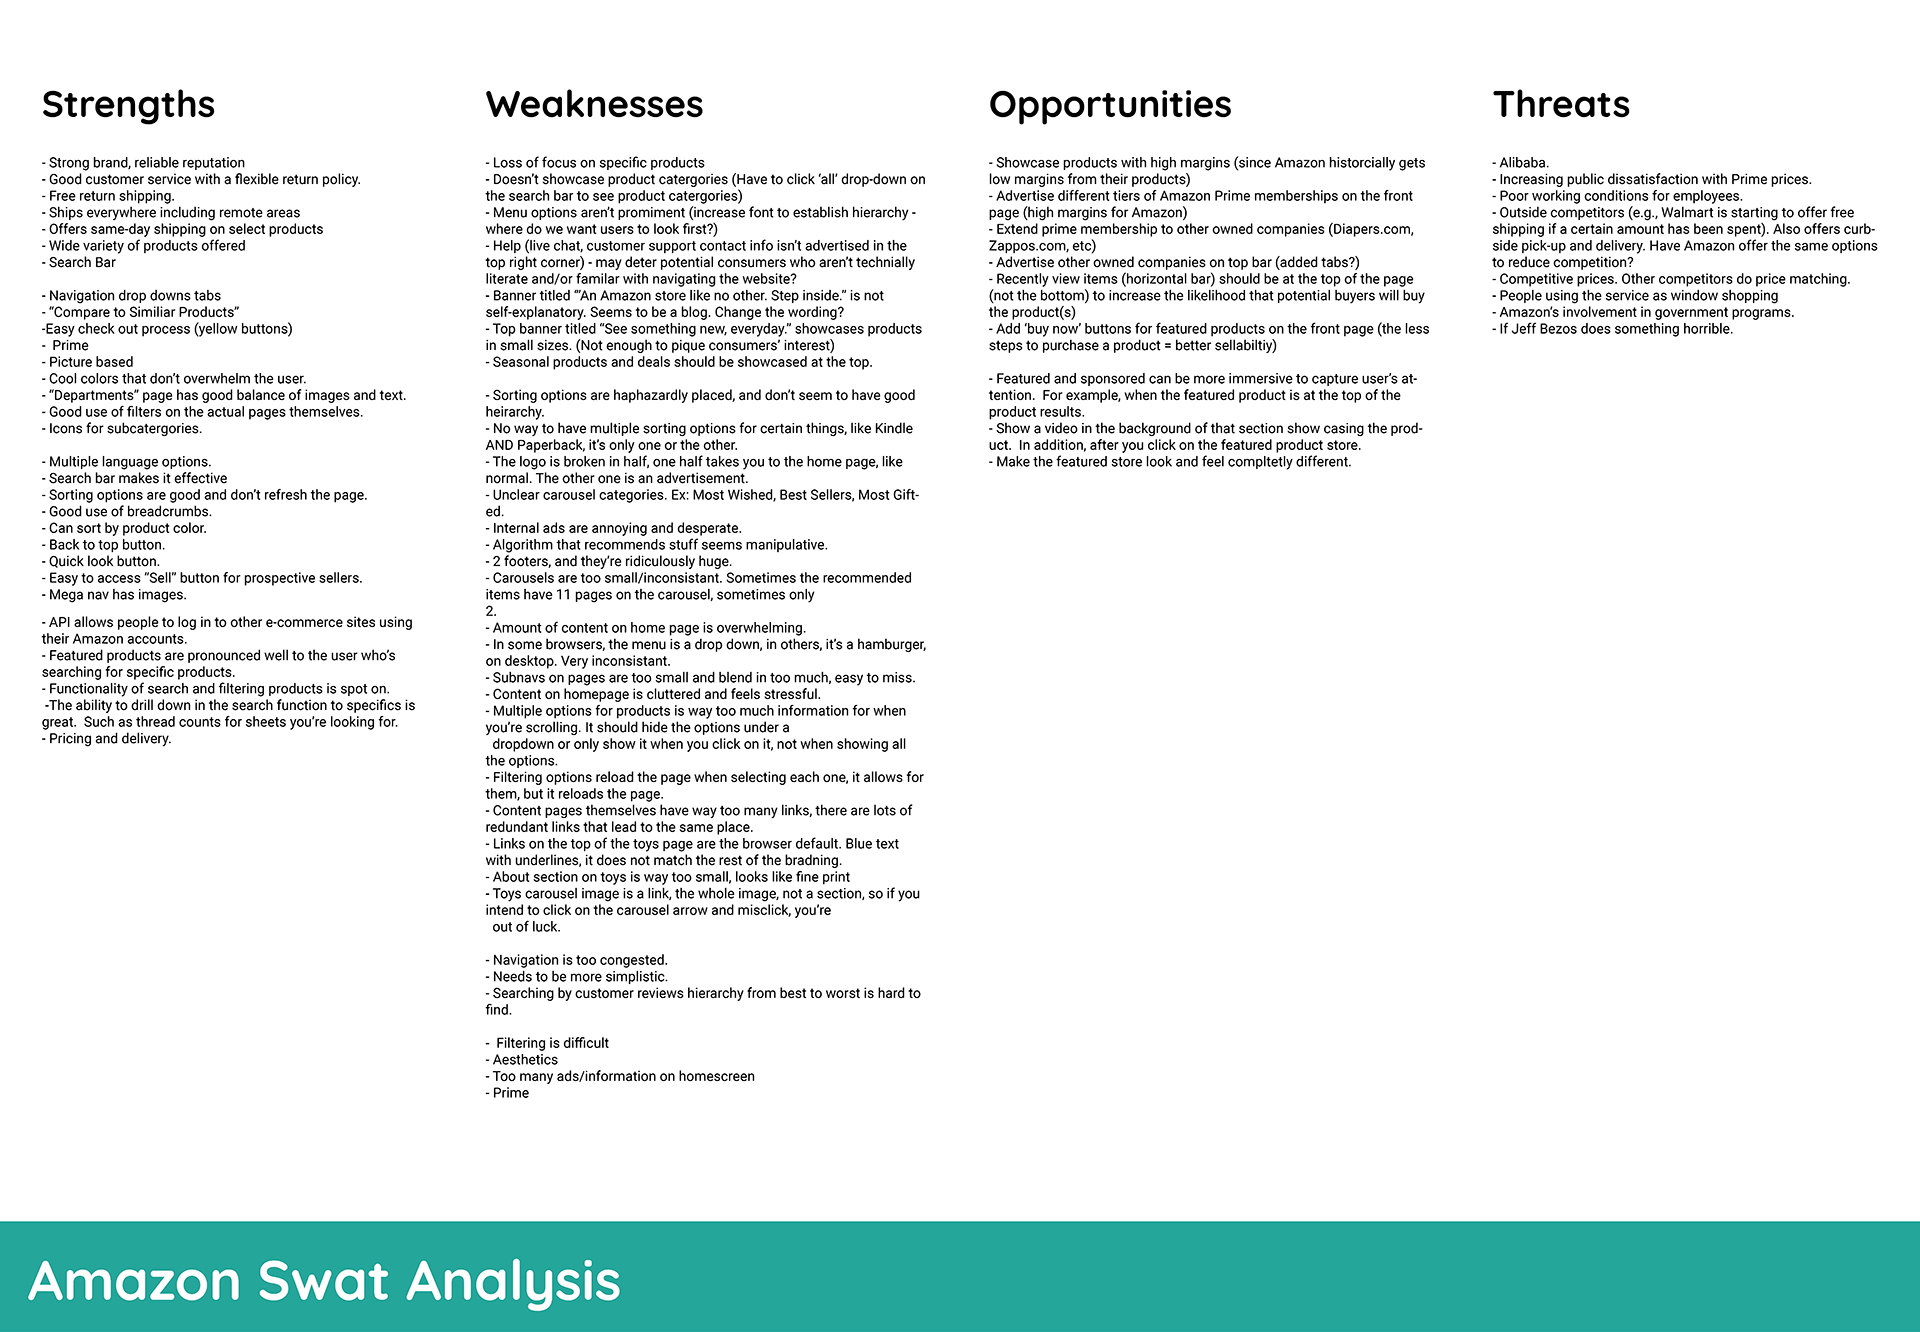 Strengths
- Strong brand, reliable reputation
- Good customer service with a flexible return policy.
- Free return shipping.
- Ships everywhere including remote areas
- Offers same-day shipping on select products
- Wide variety of products offered
- Search Bar
- Navigation drop downs tabs
- “Compare to Similiar Products”
-Easy check out process (yellow buttons)
-  Prime
- Picture based
- Cool colors that don’t overwhelm the user.
- “Departments” page has good balance of images and text.
- Good use of filters on the actual pages themselves.
- Icons for subcatergories.
- Multiple language options.
- Search bar makes it effective
- Sorting options are good and don’t refresh the page.
- Good use of breadcrumbs.
- Can sort by product color.
- Back to top button.
- Quick look button.
- Easy to access “Sell” button for prospective sellers.
- Mega nav has images.
- API allows people to log in to other e-commerce sites using
their Amazon accounts.
- Featured products are pronounced well to the user who’s
searching for specific products.
- Functionality of search and filtering products is spot on.
-The ability to drill down in the search function to specifics is
great.  Such as thread counts for sheets you’re looking for.
- Pricing and delivery.
Weaknesses
- Loss of focus on specific products
- Doesn’t showcase product catergories (Have to click ‘all’ drop-down on
the search bar to see product catergories)
- Menu options aren’t promiment (increase font to establish hierarchy -
where do we want users to look first?)
- Help (live chat, customer support contact info isn’t advertised in the
top right corner) - may deter potential consumers who aren’t technially
literate and/or familar with navigating the website?
- Banner titled “”An Amazon store like no other. Step inside.” is not
self-explanatory. Seems to be a blog. Change the wording?
- Top banner titled “See something new, everyday.” showcases products
in small sizes. (Not enough to pique consumers’ interest)
- Seasonal products and deals should be showcased at the top.
- Sorting options are haphazardly placed, and don’t seem to have good
heirarchy.
- No way to have multiple sorting options for certain things, like Kindle
AND Paperback, it’s only one or the other.
- The logo is broken in half, one half takes you to the home page, like
normal. The other one is an advertisement.
- Unclear carousel categories. Ex: Most Wished, Best Sellers, Most Gift-
ed.
- Internal ads are annoying and desperate.
- Algorithm that recommends stuff seems manipulative.
- 2 footers, and they’re ridiculously huge.
- Carousels are too small/inconsistant. Sometimes the recommended
items have 11 pages on the carousel, sometimes only
2.
- Amount of content on home page is overwhelming.
- In some browsers, the menu is a drop down, in others, it’s a hamburger,
on desktop. Very inconsistant.
- Subnavs on pages are too small and blend in too much, easy to miss.
- Content on homepage is cluttered and feels stressful.
- Multiple options for products is way too much information for when
you’re scrolling. It should hide the options under a
dropdown or only show it when you click on it, not when showing all
the options.
- Filtering options reload the page when selecting each one, it allows for
them, but it reloads the page.
- Content pages themselves have way too many links, there are lots of
redundant links that lead to the same place.
- Links on the top of the toys page are the browser default. Blue text
with underlines, it does not match the rest of the bradning.
- About section on toys is way too small, looks like fine print
- Toys carousel image is a link, the whole image, not a section, so if you
intend to click on the carousel arrow and misclick, you’re
out of luck.
- Navigation is too congested.
- Needs to be more simplistic.
- Searching by customer reviews hierarchy from best to worst is hard to
find.
-  Filtering is difficult
- Aesthetics
- Too many ads/information on homescreen
- Prime
Opportunities
- Showcase products with high margins (since Amazon historcially gets
low margins from their products)
- Advertise different tiers of Amazon Prime memberships on the front
page (high margins for Amazon)
- Extend prime membership to other owned companies (Diapers.com,
Zappos.com, etc)
- Advertise other owned companies on top bar (added tabs?)
- Recently view items (horizontal bar) should be at the top of the page
(not the bottom) to increase the likelihood that potential buyers will buy
the product(s)
- Add ‘buy now’ buttons for featured products on the front page (the less
steps to purchase a product = better sellabiltiy)
- Featured and sponsored can be more immersive to capture user’s at-
tention.  For example, when the featured product is at the top of the
product results.
- Show a video in the background of that section show casing the prod-
uct.  In addition, after you click on the featured product store.
- Make the featured store look and feel compltetly different.
Threats
- Alibaba.
- Increasing public dissatisfaction with Prime prices.
- Poor working conditions for employees.
- Outside competitors (e.g., Walmart is starting to offer free
shipping if a certain amount has been spent). Also offers curb-
side pick-up and delivery. Have Amazon offer the same options
to reduce competition?
- Competitive prices. Other competitors do price matching.
- People using the service as window shopping
- Amazon’s involvement in government programs.
- If Jeff Bezos does something horrible.
Amazon Swat Analysis